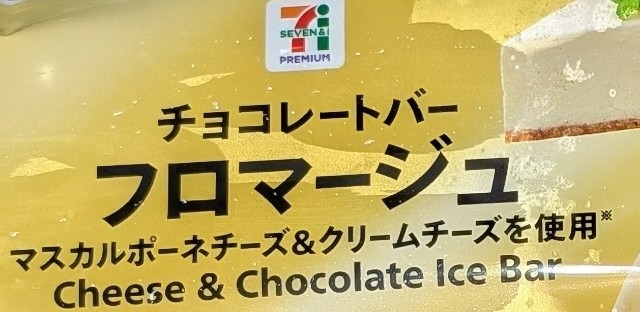 SEVEN&i
PREMIUM
チョコレートバー
フロマージュ
マスカルポーネチーズ&クリームチーズを使用※
Cheese & Chocolate Ice Bar